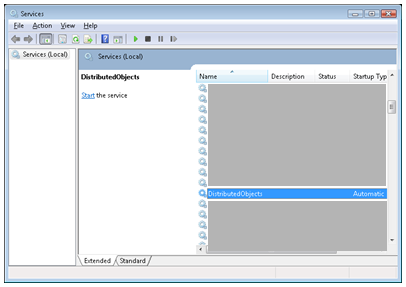 Services
File Action View Help
Services (Local)
Services (Local)
DistributedObjects
Start the service
Name Description Status Startup Typ
DistributedObjects Automatic
Extended Standard